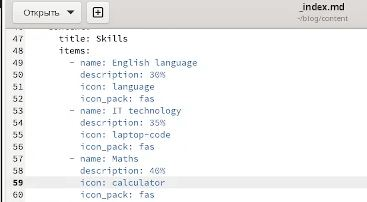 Открыть
_index.md
~/blog/content
47 title: Skills
48 items:
49 - name: English language
50 description: 30%
51 icon: language
52 icon_pack: fas
53 - name: IT technology
54 description: 35%
55 icon: laptop-code
56 icon_pack: fas
57 - name: Maths
58 description: 40%
59 icon: calculator
60 icon_pack: fas